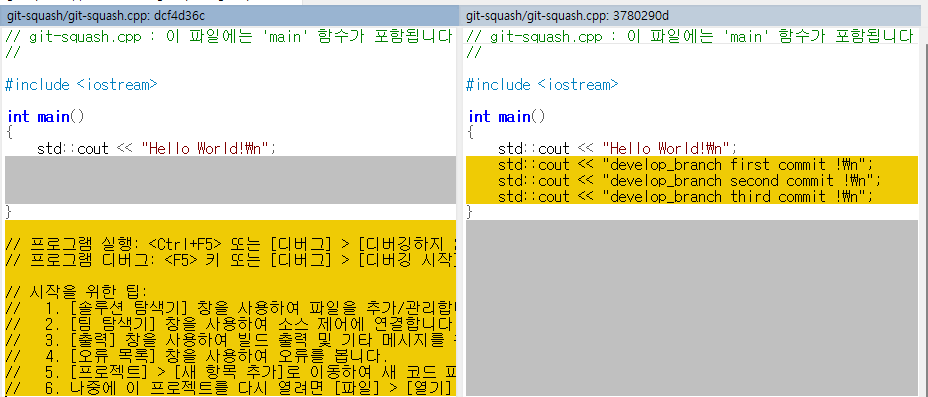 git-squash/git-squash.cpp: dcf4d36c
// git-squash.cpp : 이 파일에는 'main' 함수가 포함됩니다
//
#include <iostream>
int main()
{
std::cout << "Hello World!₩n";
}
// 프로그램 실행: <Ctrl+F5> 또는 [디버그] > [디버깅하지
// 프로그램 디버그: <F5> 키 또는 [디버그] > [디버깅 시작]
// 시작을 위한 팁:
// 1. [솔루션 탐색기] 창을 사용하여 파일을 추가/관리합니
// 2. [팀 탐색기] 창을 사용하여 소스 제어에 연결합니다
// 3. [출력] 창을 사용하여 빌드 출력 및 기타 메시지를
// 4. [오류 목록] 창을 사용하여 오류를 봅니다.
// 5. [프로젝트] > [새 항목 추가]로 이동하여 새 코드 파
// 6. 나중에 이 프로젝트를 다시 열려면 [파일] > [열기]
git-squash/git-squash.cpp: 3780290d
// git-squash.cpp : 이 파일에는 'main' 함수가 포함됩니다
//
#include <iostream>
int main()
{
std::cout << "Hello World!₩n";
std::cout << "develop_branch first commit !₩n";
std::cout << "develop_branch second commit !₩n";
std::cout << "develop_branch third commit !₩n";
}